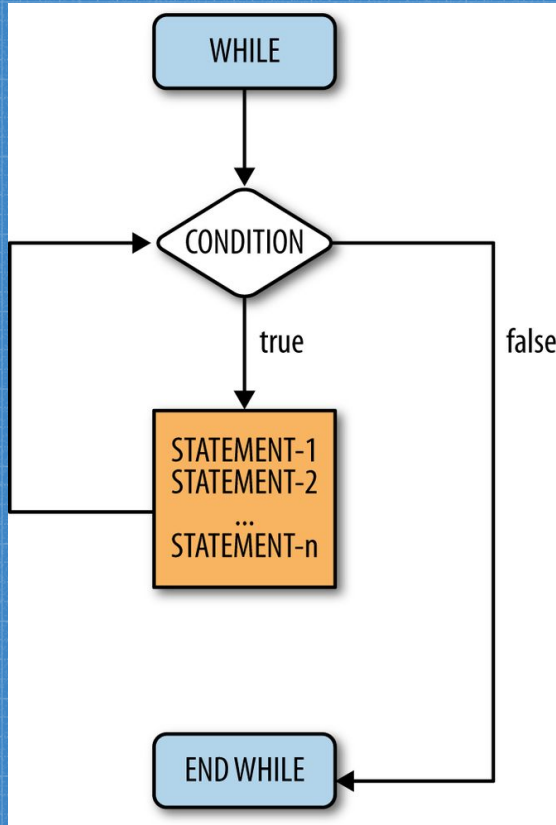 WHILE
CONDITION
true
false
STATEMENT-1
STATEMENT-2
...
STATEMENT-n
END WHILE